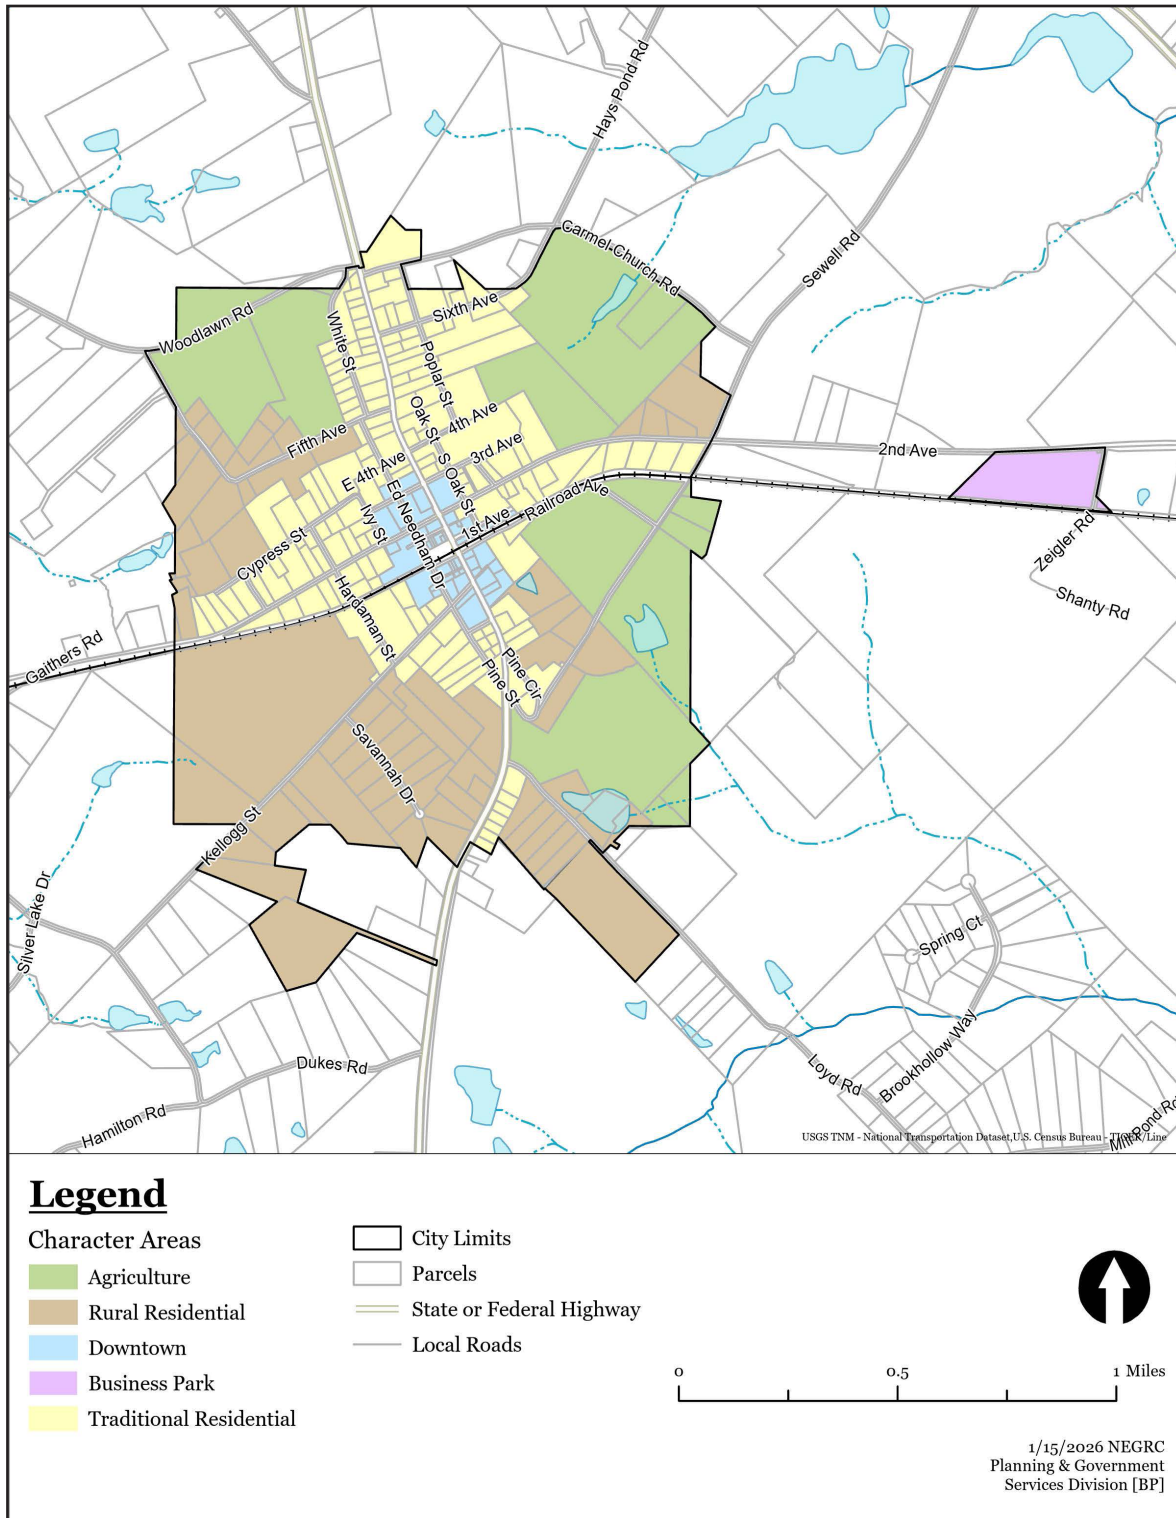 Hays Pond Rd
Carmel Church Rd
Sewell Rd
Woodlawn Rd
White St
Sixth Ave
Poplar St
Oak St
4th Ave
Fifth Ave
3rd Ave
E 4th Ave
S Oak St
2nd Ave
Ed Needham Dr
Ivy St
1st Ave
Railroad Ave
Cypress St
Zeigler Rd
Shanty Rd
Hardaman St
Gaithers Rd
Pine Cir
Pine St
Savannah Dr
Kellogg St
Silver Lake Dr
Spring Ct
Brookhollow Way
Dukes Rd
Loyd Rd
Hamilton Rd
Mill Pond Rd
USGS TNM - National Transportation Dataset,U.S. Census Bureau - TIGER/Line
Legend
Character Areas
Agriculture
Rural Residential
Downtown
Business Park
Traditional Residential
City Limits
Parcels
State or Federal Highway
Local Roads
0 0.5 1 Miles
1/15/2026 NEGRC
Planning & Government
Services Division [BP]